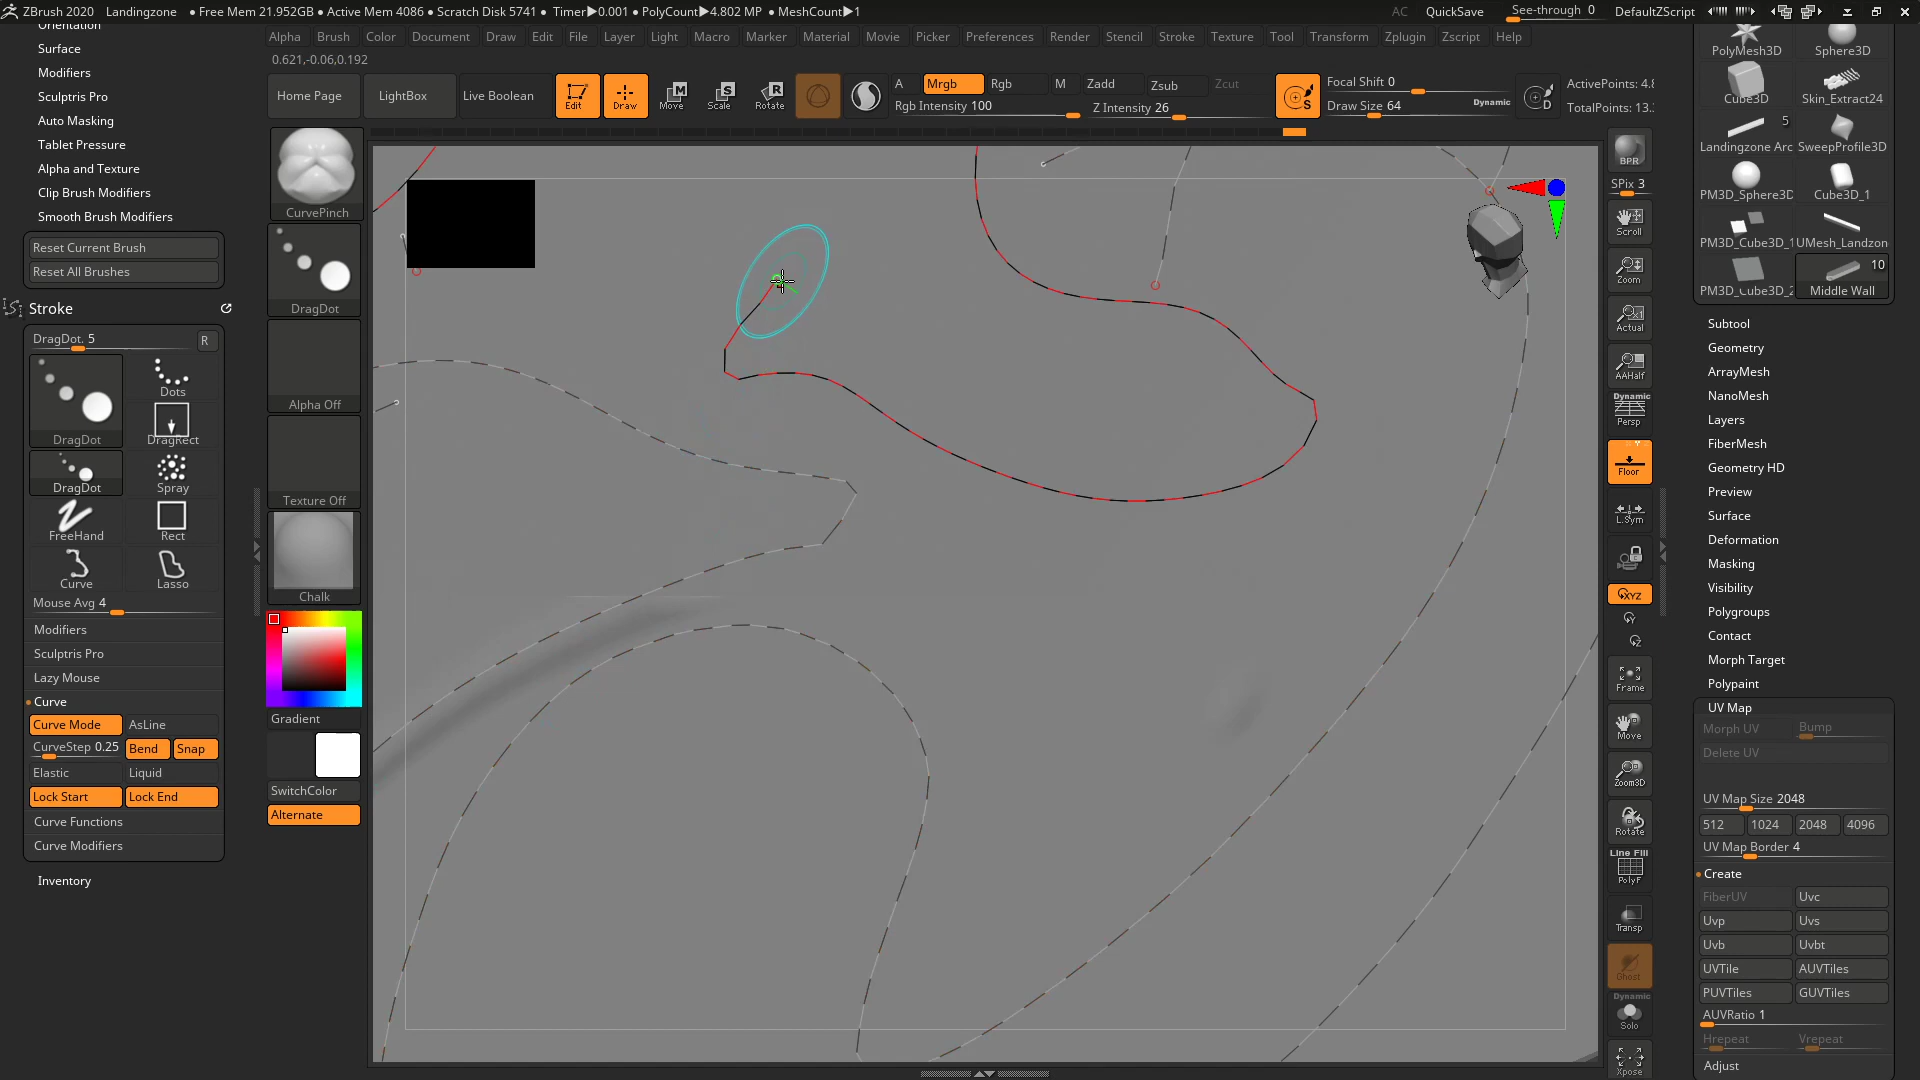 ZBrush 2020 Landingzone ● Free Mem 21.952GB ● Active Mem 4086 ● Scratch Disk 5741 ● Timer▶0.001 ● PolyCount▶4.802 MP ● MeshCount▶1 AC QuickSave See-through 0 DefaultZScript
Alpha Brush Color Document Draw Edit File Layer Light Macro Marker Material Movie Picker Preferences Render Stencil Stroke Texture Tool Transform Zplugin Zscript Help
0.621,-0.06,0.192
Home Page LightBox Live Boolean Edit Draw Move Scale Rotate
A Mrgb Rgb M Zadd Zsub Zcut
Rgb Intensity 100 Z Intensity 26
S
Focal Shift 0
Draw Size 64 Dynamic
D
ActivePoints: 4.8
TotalPoints: 13.
Orientation
Surface
Modifiers
Sculptris Pro
Auto Masking
Tablet Pressure
Alpha and Texture
Clip Brush Modifiers
Smooth Brush Modifiers
Reset Current Brush
Reset All Brushes
Stroke
DragDot. 5 R
DragDot
Dots
DragRect
DragDot Spray
FreeHand Rect
Curve Lasso
Mouse Avg 4
Modifiers
Sculptris Pro
Lazy Mouse
Curve
Curve Mode AsLine
CurveStep 0.25 Bend Snap
Elastic Liquid
Lock Start Lock End
Curve Functions
Curve Modifiers
Inventory
CurvePinch
DragDot
Alpha Off
Texture Off
Chalk
Gradient
SwitchColor
Alternate
BPR
SPix 3
Scroll
Zoom
Actual
AAHalf
Dynamic
Persp
Floor
L.Sym
XYZ
Y
Z
Frame
Move
Zoom3D
Rotate
Line Fill
PolyF
Transp
Ghost
Dynamic
Solo
Xpose
PolyMesh3D Sphere3D
Cube3D Skin_Extract24
5
Landingzone Arc SweepProfile3D
PM3D_Sphere3D Cube3D_1
PM3D_Cube3D_1 UMesh_Landzon
10
PM3D_Cube3D_2 Middle Wall
Subtool
Geometry
ArrayMesh
NanoMesh
Layers
FiberMesh
Geometry HD
Preview
Surface
Deformation
Masking
Visibility
Polygroups
Contact
Morph Target
Polypaint
UV Map
Morph UV Bump
Delete UV
UV Map Size 2048
512 1024 2048 4096
UV Map Border 4
Create
FiberUV Uvc
Uvp Uvs
Uvb Uvbt
UVTile AUVTiles
PUVTiles GUVTiles
AUVRatio 1
Hrepeat Vrepeat
Adjust